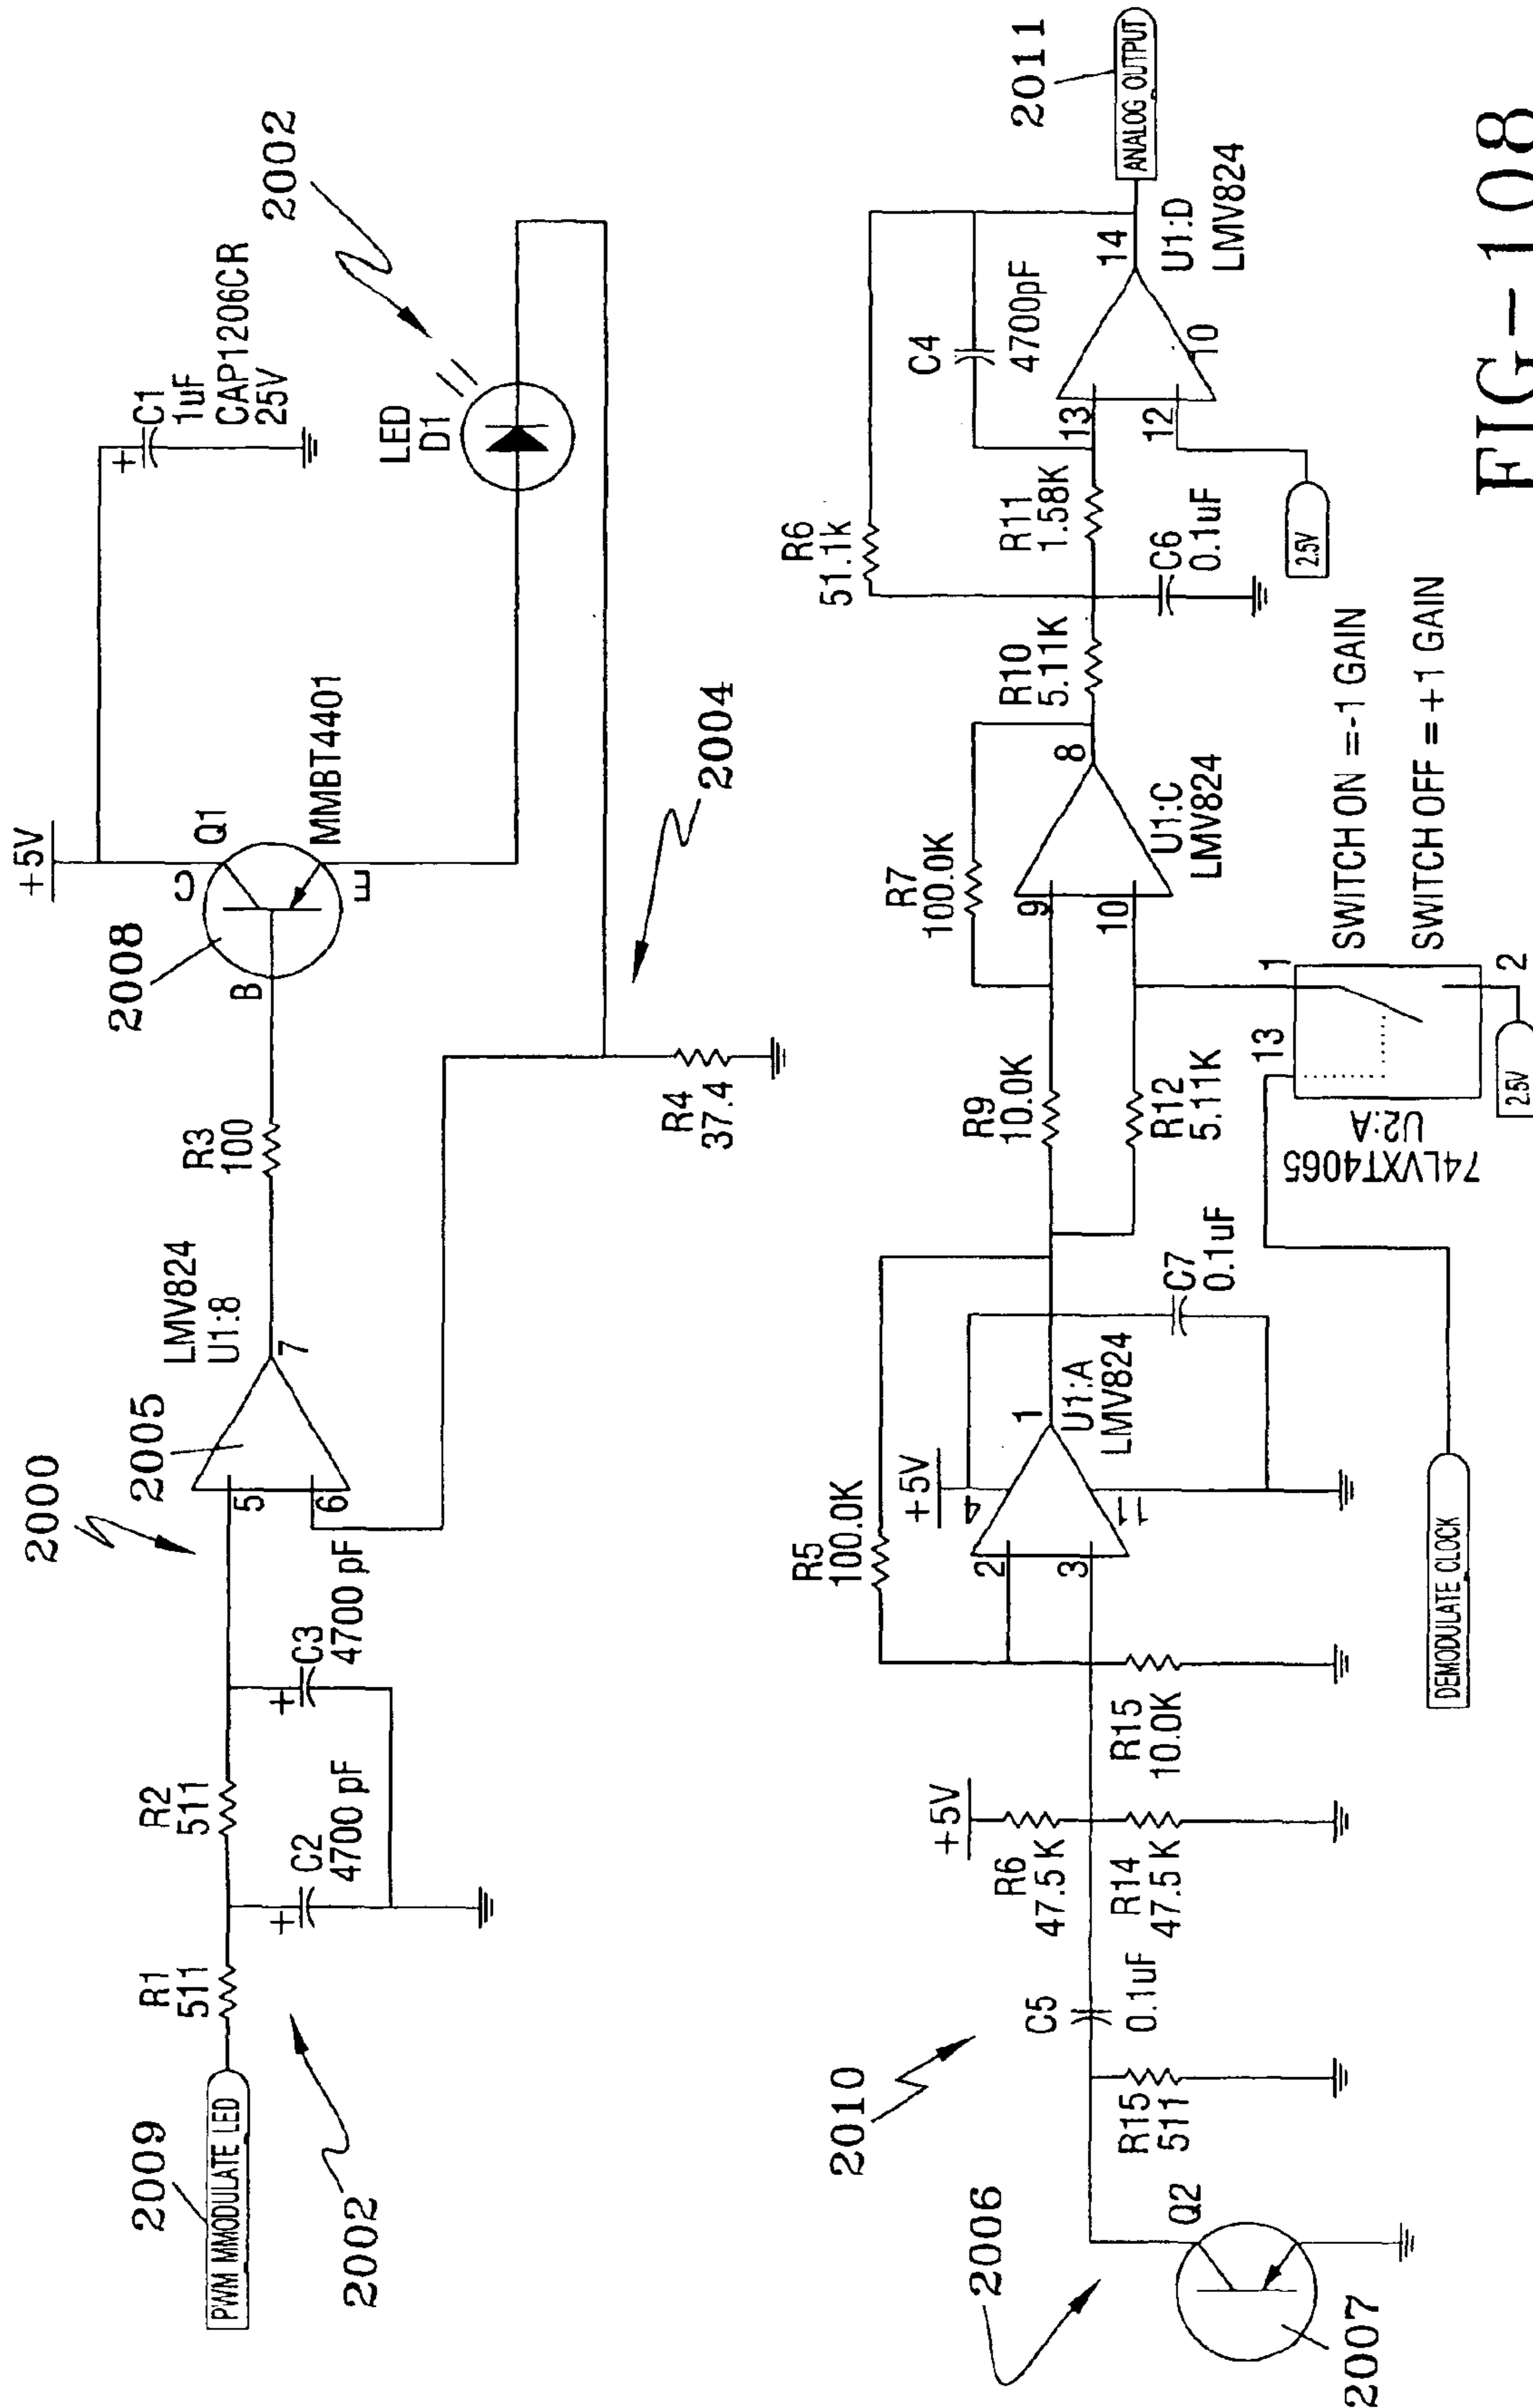 2009
PWM MMODULATE LED
2002
R1
511
C2
4700 pF
R2
511
C3
4700 pF
2000
2005
5
6
7
LMV824
U1:8
R3
100
2008
B
C
E
Q1
MMBT4401
+5V
+
+
+
C1
1uF
CAP1206CR
25V
2002
LED
D1
2004
R4
37.4
2006
2007
Q2
2010
R15
511
C5
0.1uF
+5V
R6
47.5 K
R14
47.5 K
R15
10.0K
R5
100.0K
2
3
+5V
4
11
1
U1:A
LMV824
C7
0.1uF
DEMODULATE CLOCK
R9
10.0K
R12
5.11K
74LVXT4065
U2:A
13
1
2
2.5V
SWITCH ON =-1 GAIN
SWITCH OFF = +1 GAIN
R7
100.0K
9
10
8
U1:C
LMV824
R10
5.11K
R6
51.1k
R11
1.58K
C6
0.1uF
2.5V
C4
4700pF
13
12
10
14
U1:D
LMV824
ANALOG OUTPUT
2011
FIG-108